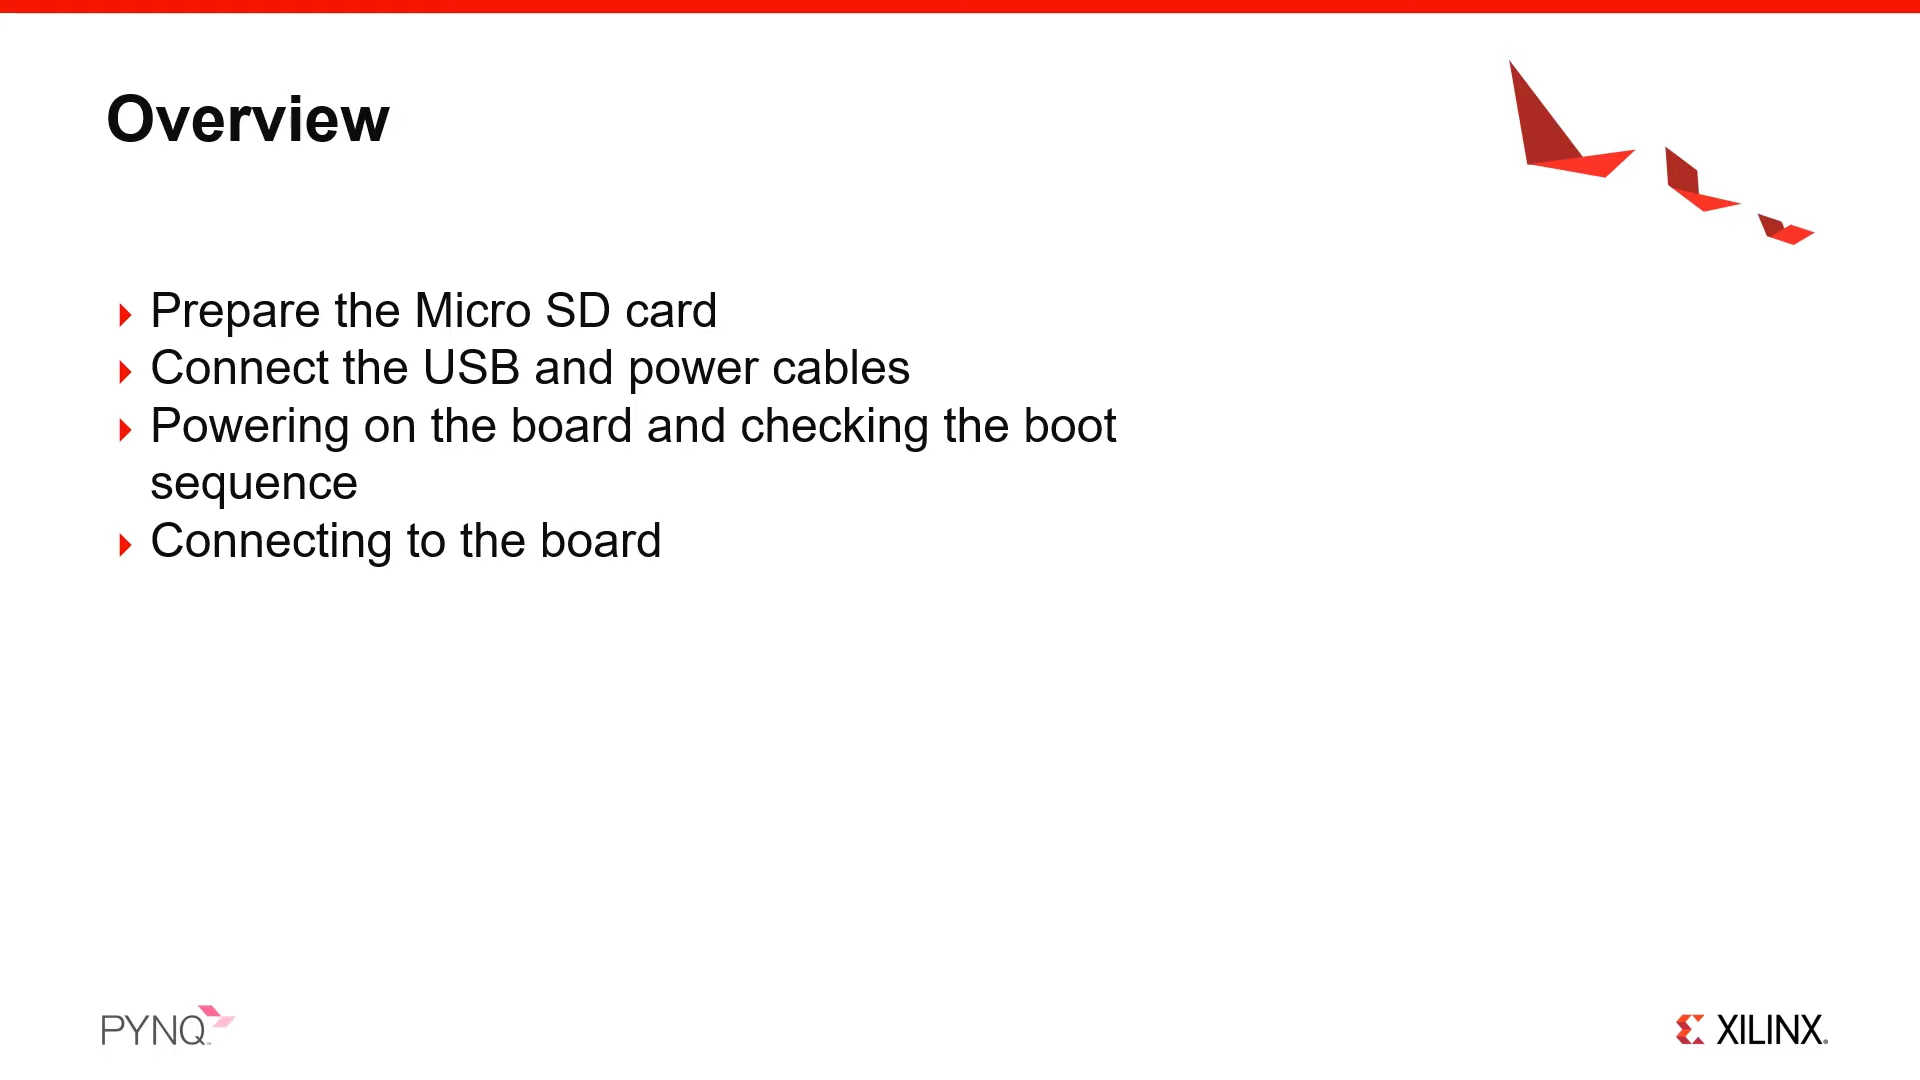 Overview
Prepare the Micro SD card
Connect the USB and power cables
Powering on the board and checking the boot
sequence
Connecting to the board
PYNQ
XILINX